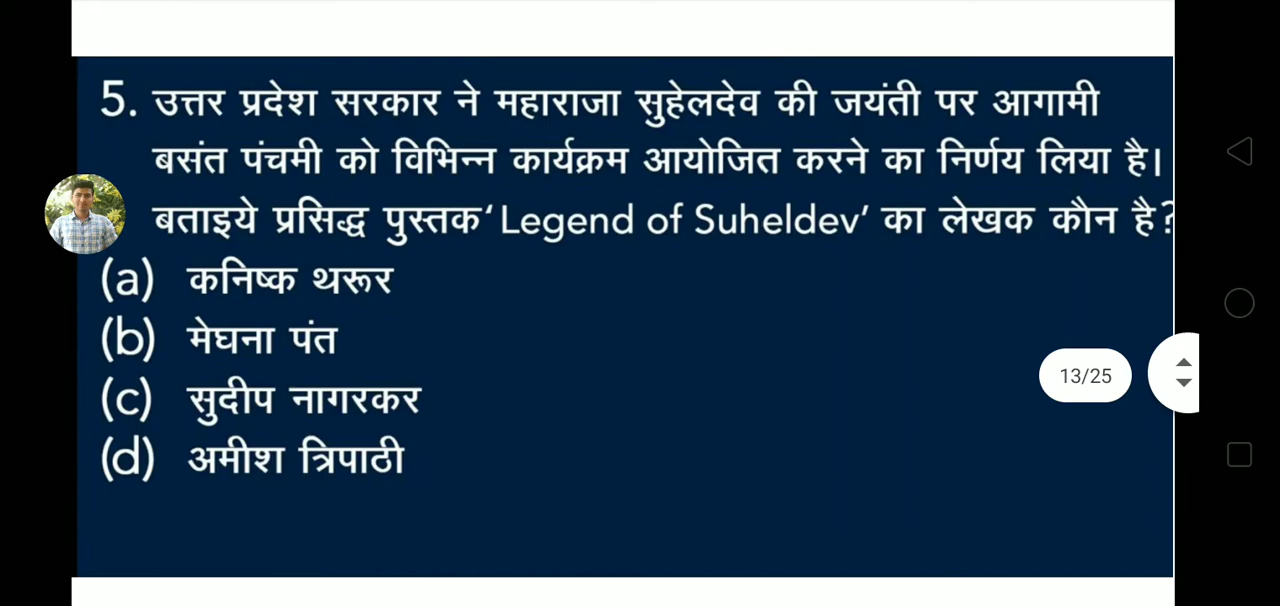 5. उत्तर प्रदेश सरकार ने महाराजा सुहेलदेव की जयंती पर आगामी
बसंत पंचमी को विभिन्न कार्यक्रम आयोजित करने का निर्णय लिया है।
बताइये प्रसिद्ध पुस्तक‘Legend of Suheldev’ का लेखक कौन है?
(a) कनिष्क थरूर
(b) मेघना पंत
13/25
(c) सुदीप नागरकर
(d) अमीश त्रिपाठी